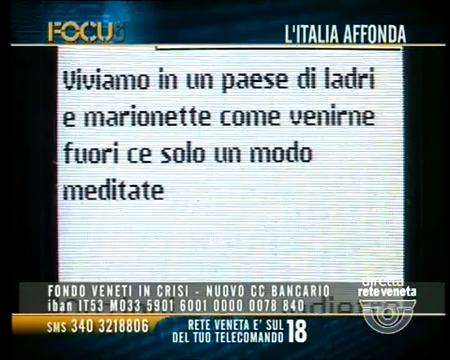 FOCUS
L'ITALIA AFFONDA
Viviamo in un paese di ladri
e marionette come venirne
fuori ce solo un modo
meditate
FONDO VENETI IN CRISI - NUOVO CC BANCARIO
iban IT53 M033 5901 6001 0000 0078 840
diretta
reteveneta
SMS 340 3218806
RETE VENETA E' SUL
DEL TUO TELECOMANDO 18